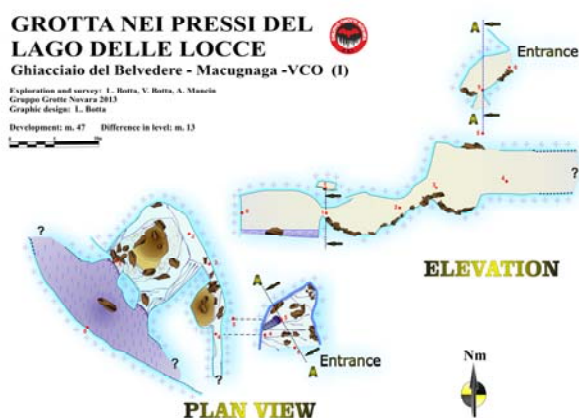 GROTTA NEI PRESSI DEL
LAGO DELLE LOCCE
Ghiacciaio del Belvedere - Macugnaga -VCO (I)
Exploration and survey: L. Botta, V. Botta, A. Mancin
Gruppo Grotte Novara 2013
Graphic design: L. Botta
Development: m. 47 Difference in level: m. 13
A
Entrance
A
?
ELEVATION
?
A
?
?
Entrance
A
PLAN VIEW
Nm